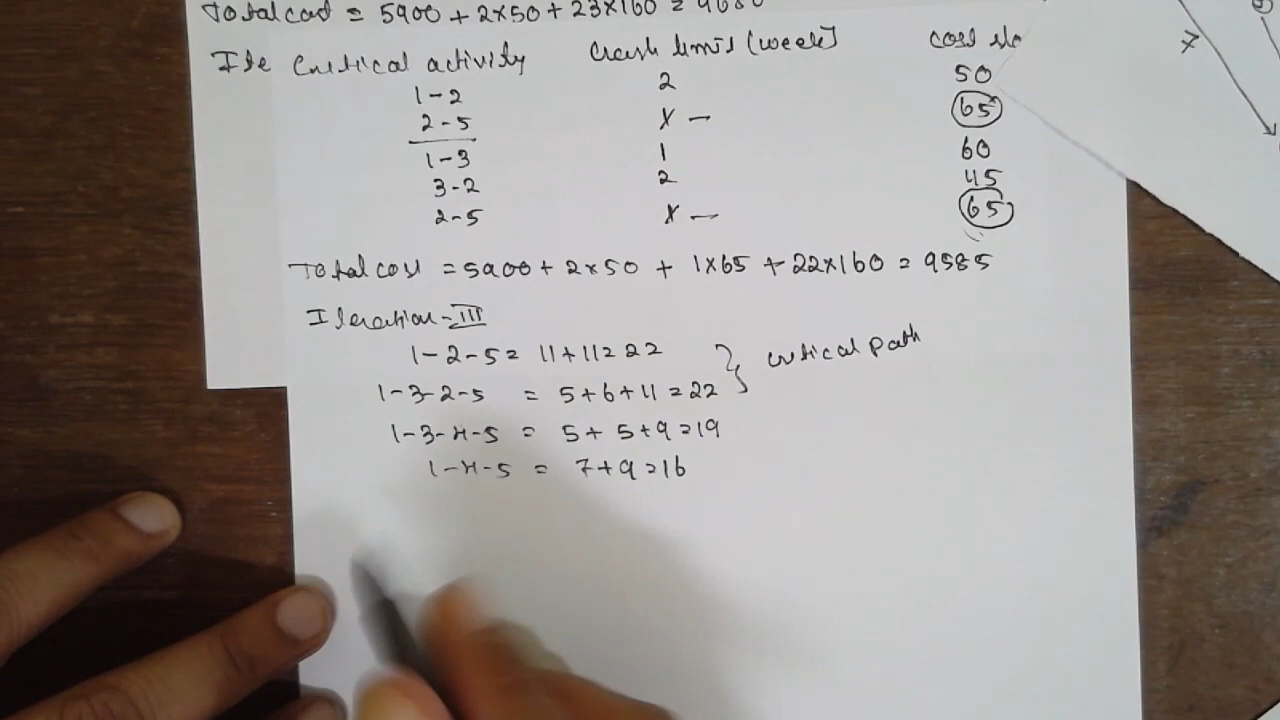 Total cost = 5900 + 2×50 + 23×160 = 9680
Ite Critical activity Crash limit (week) cost slo
1-2 2 50
2-5 X - 65
1-3 1 60
3-2 2 45
2-5 X - 65
Total cost = 5900 + 2×50 + 1×65 + 22×160 = 9585
Iteration-III
1-2-5 = 11+11 = 22
1-3-2-5 = 5+6+11 = 22 } critical path
1-3-4-5 = 5+5+9 = 19
1-4-5 = 7+9 = 16
7